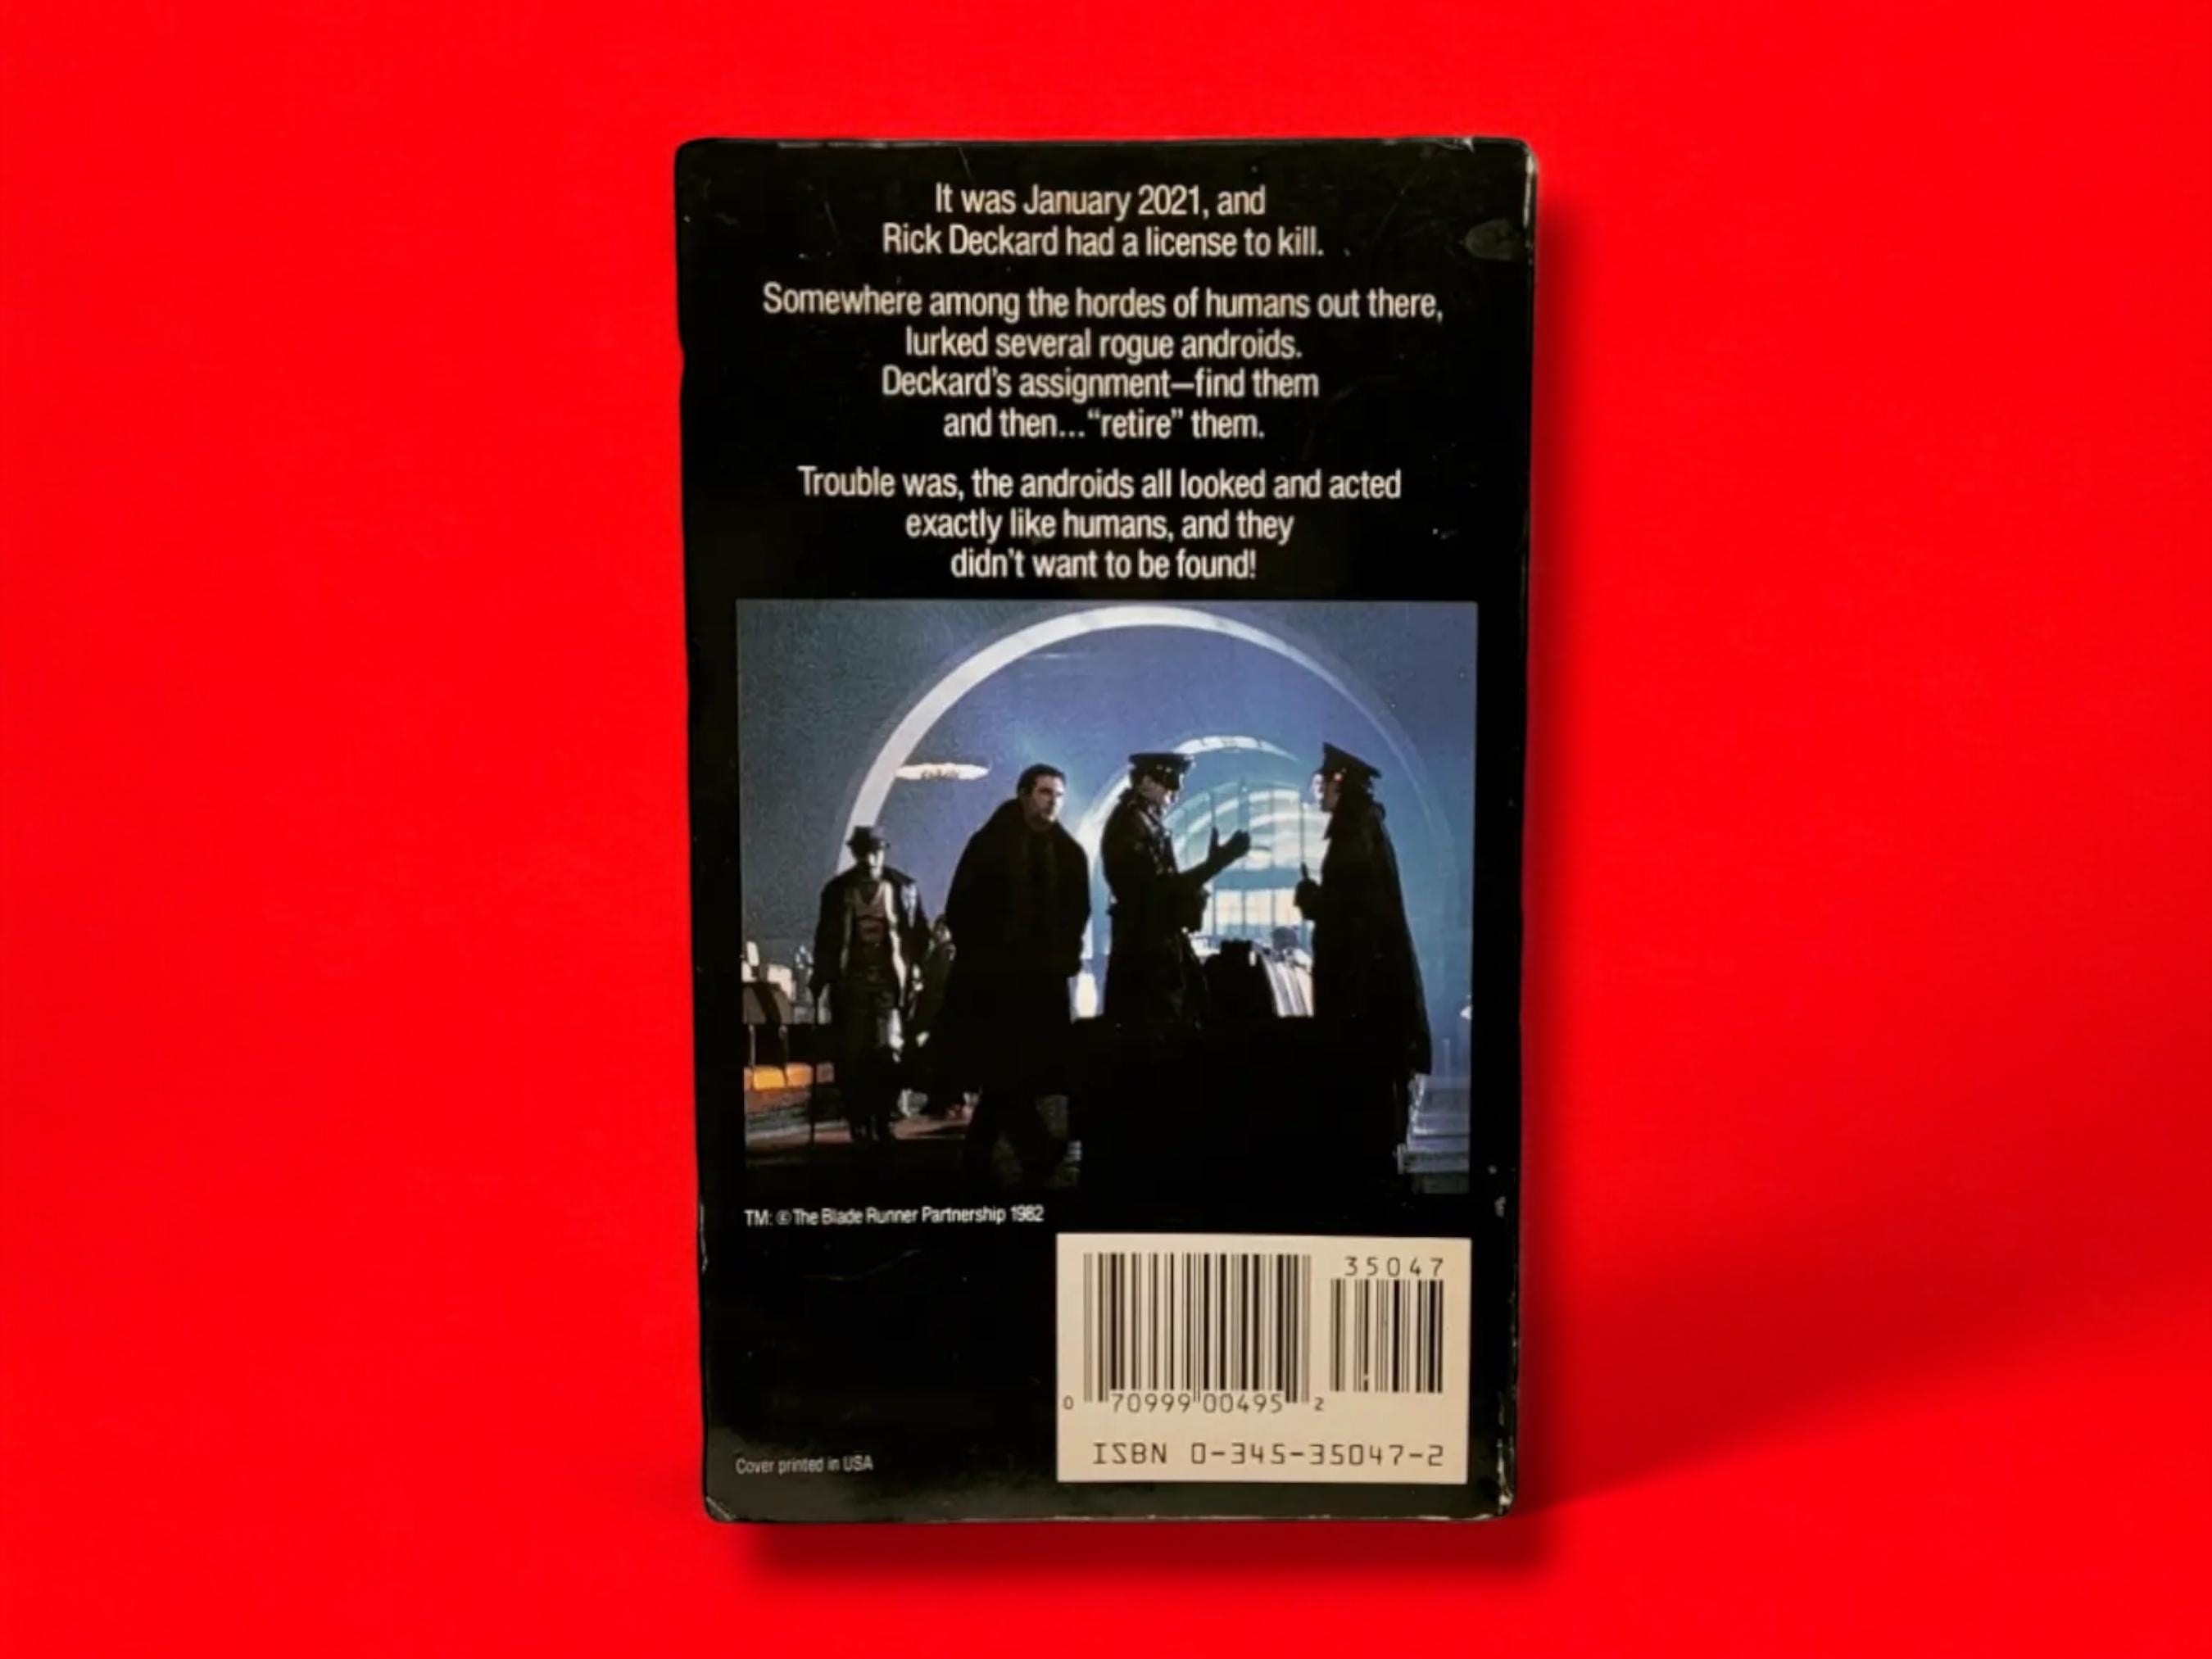 It was January 2021, and
Rick Deckard had a license to kill.
Somewhere among the hordes of humans out there,
lurked several rogue androids.
Deckard's assignment—find them
and then...“retire” them.
Trouble was, the androids all looked and acted
exactly like humans, and they
didn't want to be found!
TM: © The Blade Runner Partnership 1982
35047
0 70999 00495 2
ISBN 0-345-35047-2
Cover printed in USA